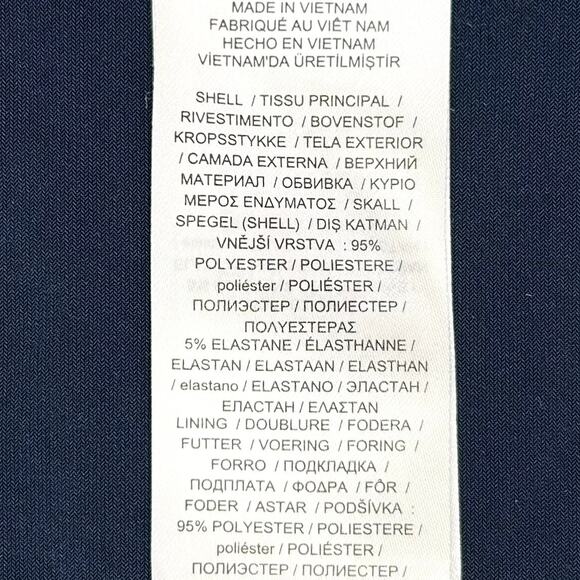 MADE IN VIETNAM
FABRIQUÉ AU VIÊT NAM
HECHO EN VIETNAM
VİETNAM'DA ÜRETİLMİŞTİR
SHELL / TISSU PRINCIPAL /
RIVESTIMENTO / BOVENSTOF /
KROPSSTYKKE / TELA EXTERIOR
/ CAMADA EXTERNA / ВЕРХНИЙ
МАТЕРИАЛ / ОБВИВКА / ΚΥΡΙΟ
ΜΕΡΟΣ ΕΝΔΥΜΑΤΟΣ / SKALL /
SPEGEL (SHELL) / DIŞ KATMAN /
VNĚJŠÍ VRSTVA : 95%
POLYESTER / POLIESTERE /
poliéster / POLIÉSTER /
ПОЛИЭСТЕР / ПОЛИЕСТЕР /
ΠΟΛΥΕΣΤΕΡΑΣ
5% ELASTANE / ÉLASTHANNE /
ELASTAN / ELASTAAN / ELASTHAN
/ elastano / ELASTANO / ЭЛАСТАН /
ЕЛАСТАН / ΕΛΑΣΤΑΝ
LINING / DOUBLURE / FODERA /
FUTTER / VOERING / FORING /
FORRO / ПОДКЛАДКА /
ПОДПЛАТА / ΦΟΔΡΑ / FÔR /
FODER / ASTAR / PODŠÍVKA :
95% POLYESTER / POLIESTERE /
poliéster / POLIÉSTER /
ПОЛИЭСТЕР / ПОЛИЕСТЕР /